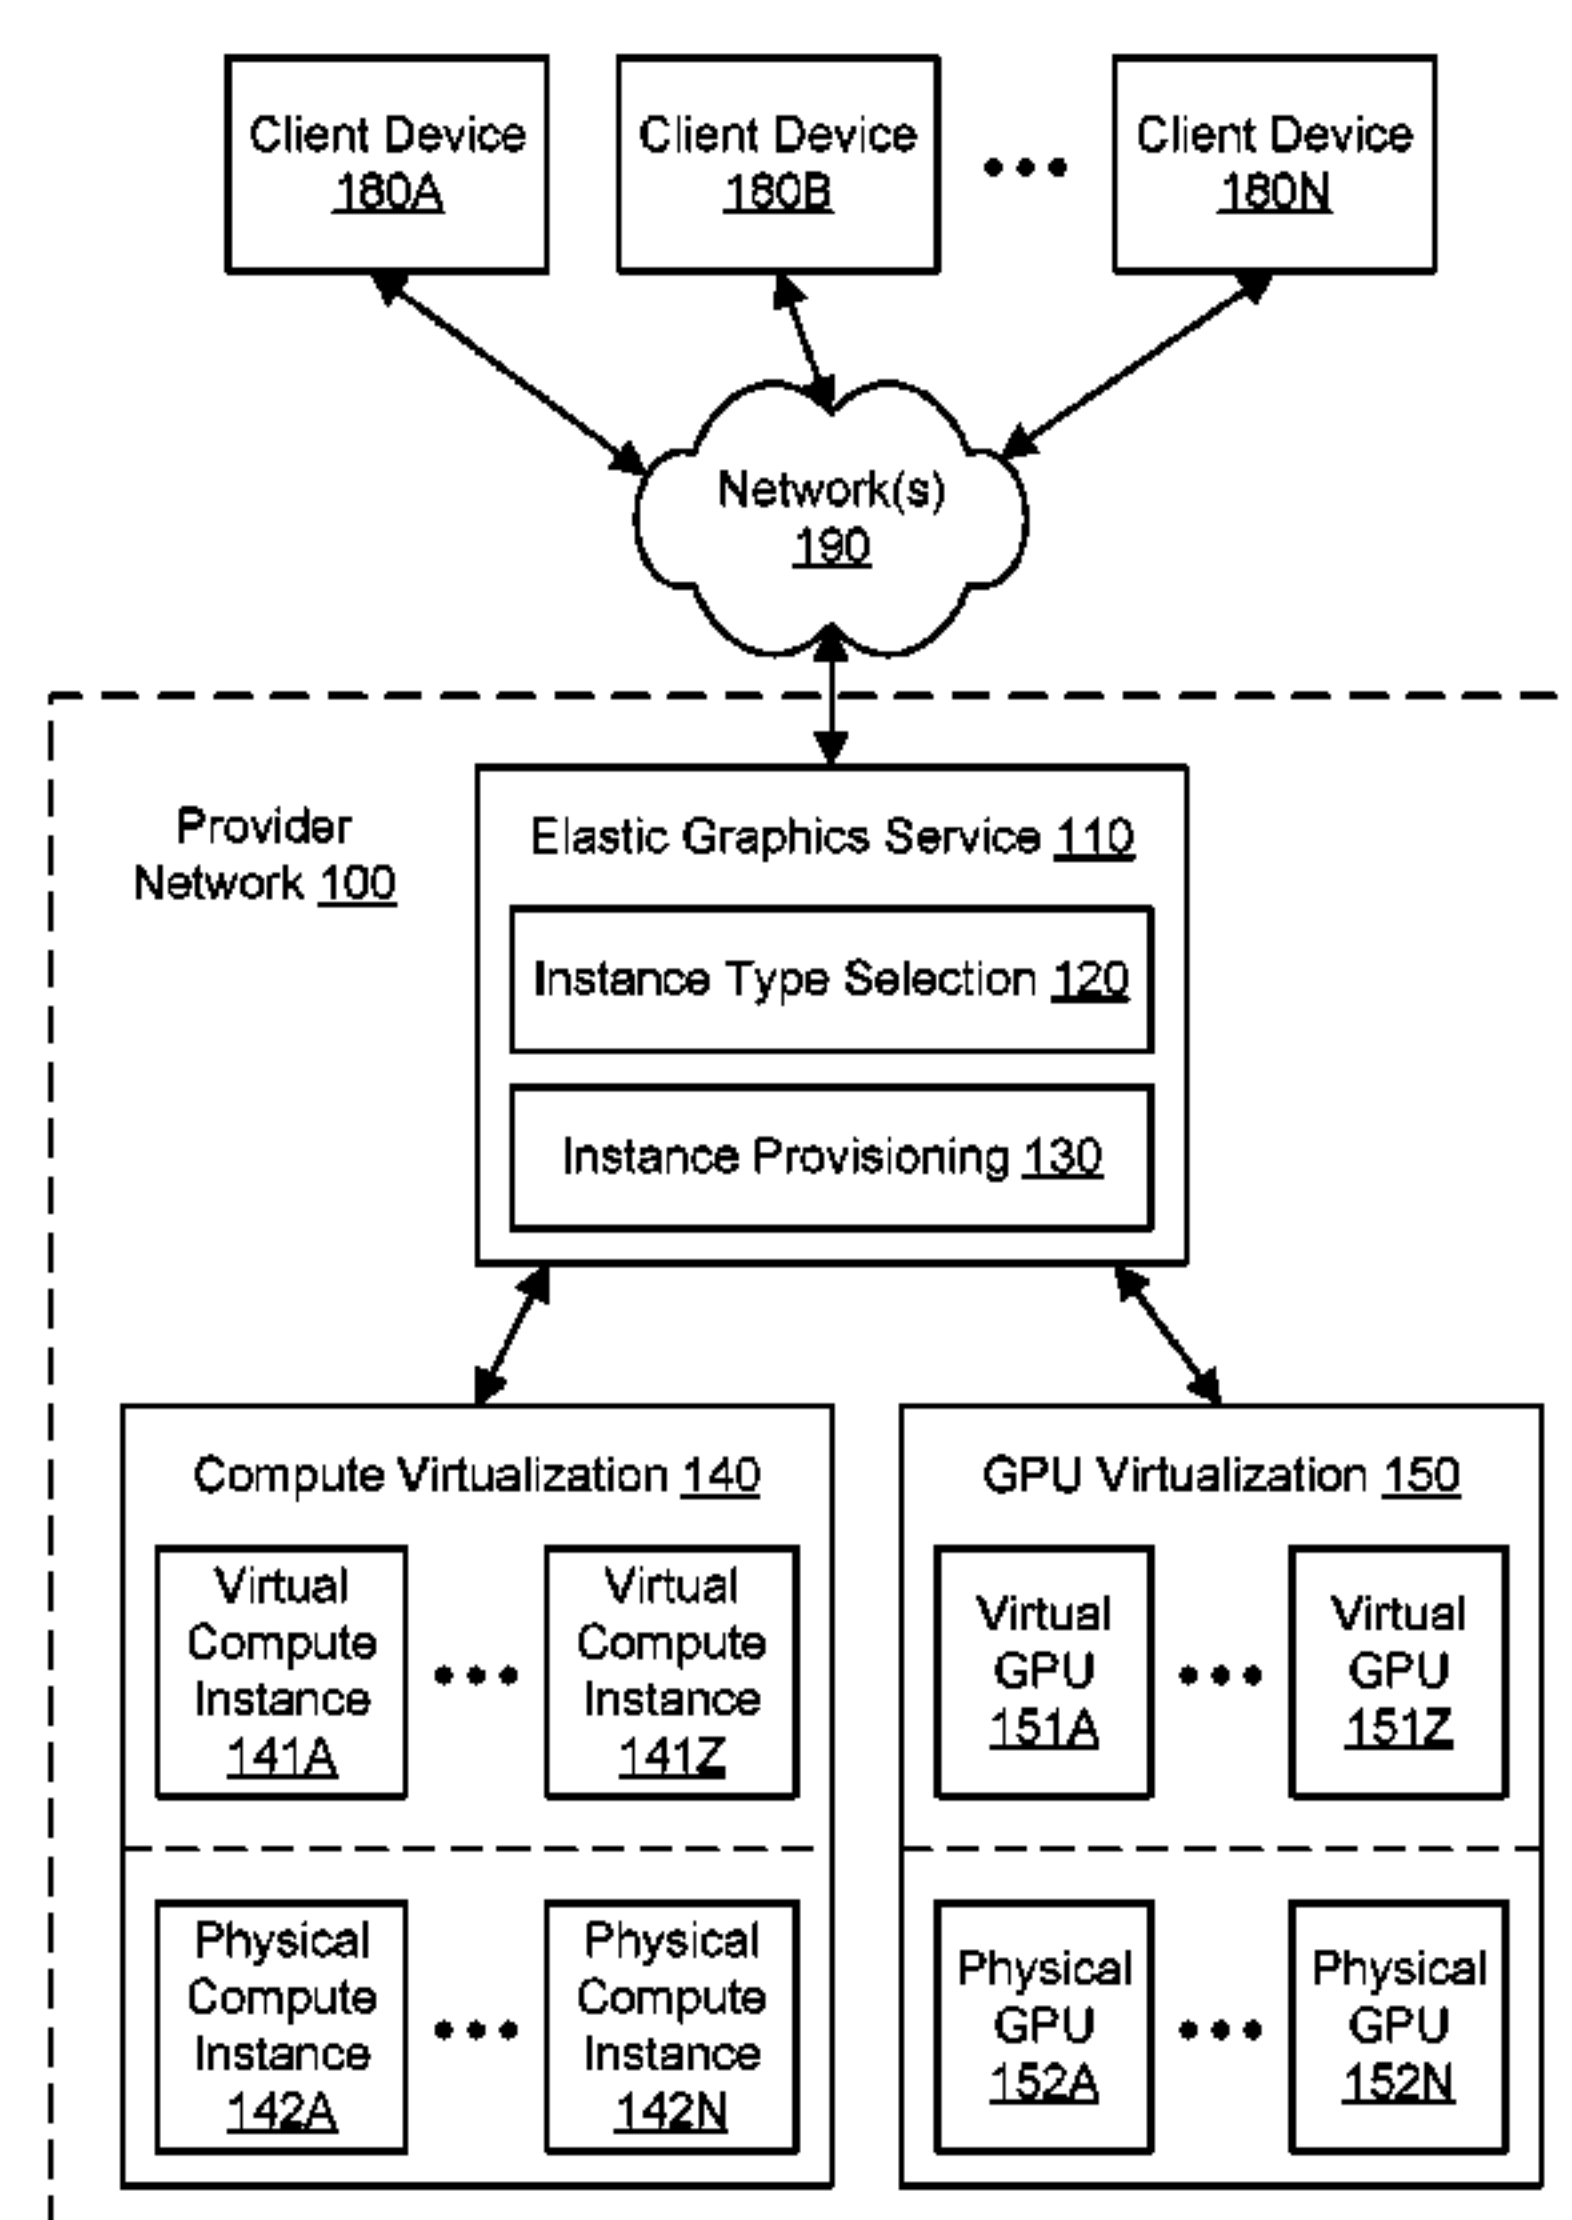 Client Device
180A
Client Device
180B
Client Device
180N
Network(s)
190
Provider
Network 100
Elastic Graphics Service 110
Instance Type Selection 120
Instance Provisioning 130
Compute Virtualization 140
Virtual
Compute
Instance
141A
Virtual
Compute
Instance
141Z
Physical
Compute
Instance
142A
Physical
Compute
Instance
142N
GPU Virtualization 150
Virtual
GPU
151A
Virtual
GPU
151Z
Physical
GPU
152A
Physical
GPU
152N